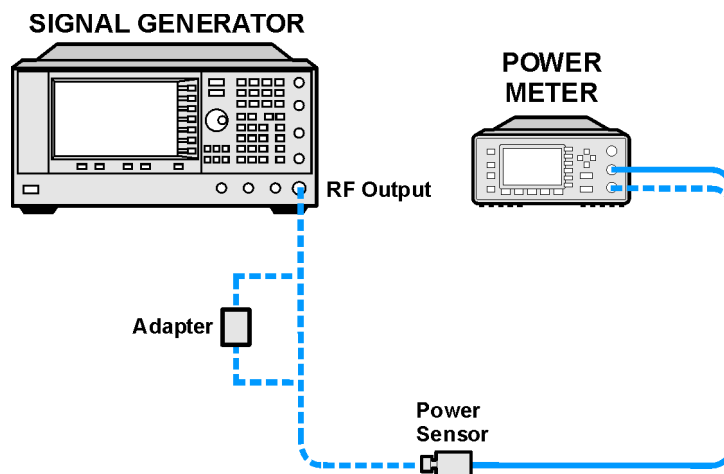 SIGNAL GENERATOR
POWER
METER
RF Output
Adapter
Power
Sensor